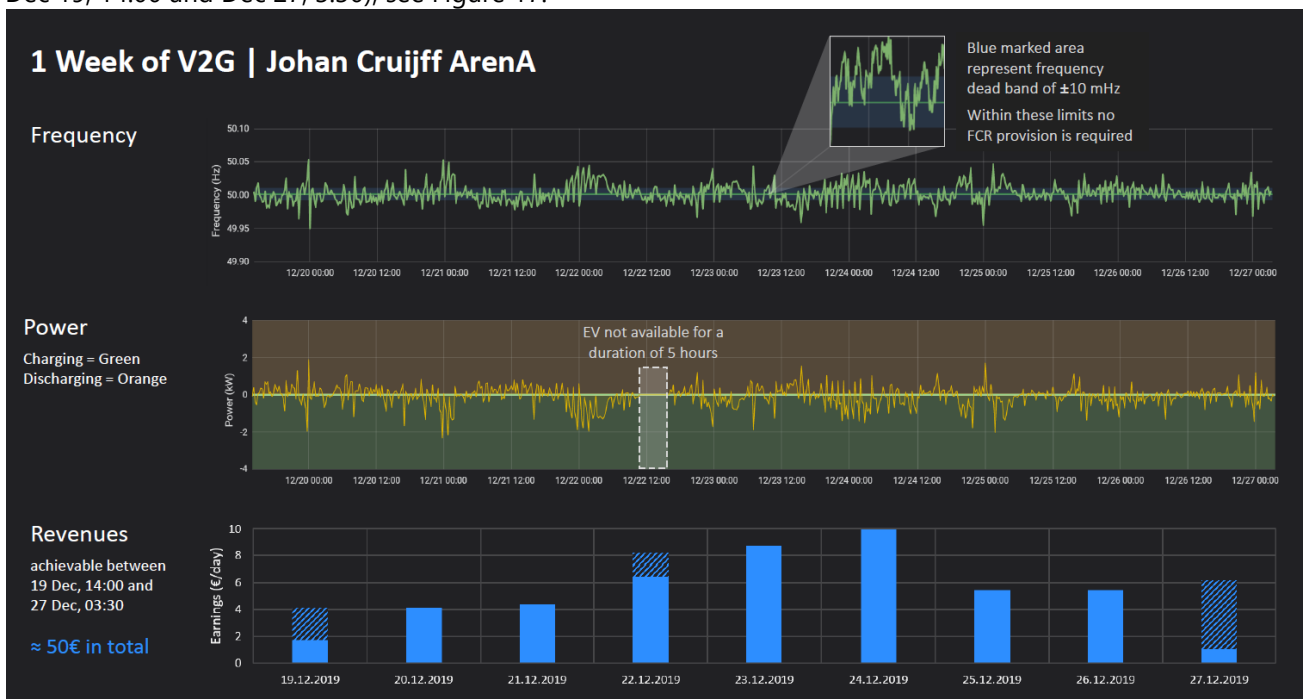 Dec 19, 14:00 and Dec 27, 3:30), see Figure 47.
1 Week of V2G | Johan Cruijff ArenA
Blue marked area
represent frequency
dead band of ±10 mHz
Within these limits no
FCR provision is required
Frequency
Frequency (Hz)
50.10
50.05
50.00
49.95
49.90
12/20 00:00 12/20 12:00 12/21 00:00 12/21 12:00 12/22 00:00 12/22 12:00 12/23 00:00 12/23 12:00 12/24 00:00 12/24 12:00 12/25 00:00 12/25 12:00 12/26 00:00 12/26 12:00 12/27 00:00
Power
Charging = Green
Discharging = Orange
Power (kW)
4
2
0
-2
-4
EV not available for a
duration of 5 hours
12/20 00:00 12/20 12:00 12/21 00:00 12/21 12:00 12/22 00:00 12/22 12:00 12/23 00:00 12/23 12:00 12/24 00:00 12/24 12:00 12/25 00:00 12/25 12:00 12/26 00:00 12/26 12:00 12/27 00:00
Revenues
achievable between
19 Dec, 14:00 and
27 Dec, 03:30
≈ 50€ in total
Earnings (€/day)
10
8
6
4
2
0
19.12.2019 20.12.2019 21.12.2019 22.12.2019 23.12.2019 24.12.2019 25.12.2019 26.12.2019 27.12.2019